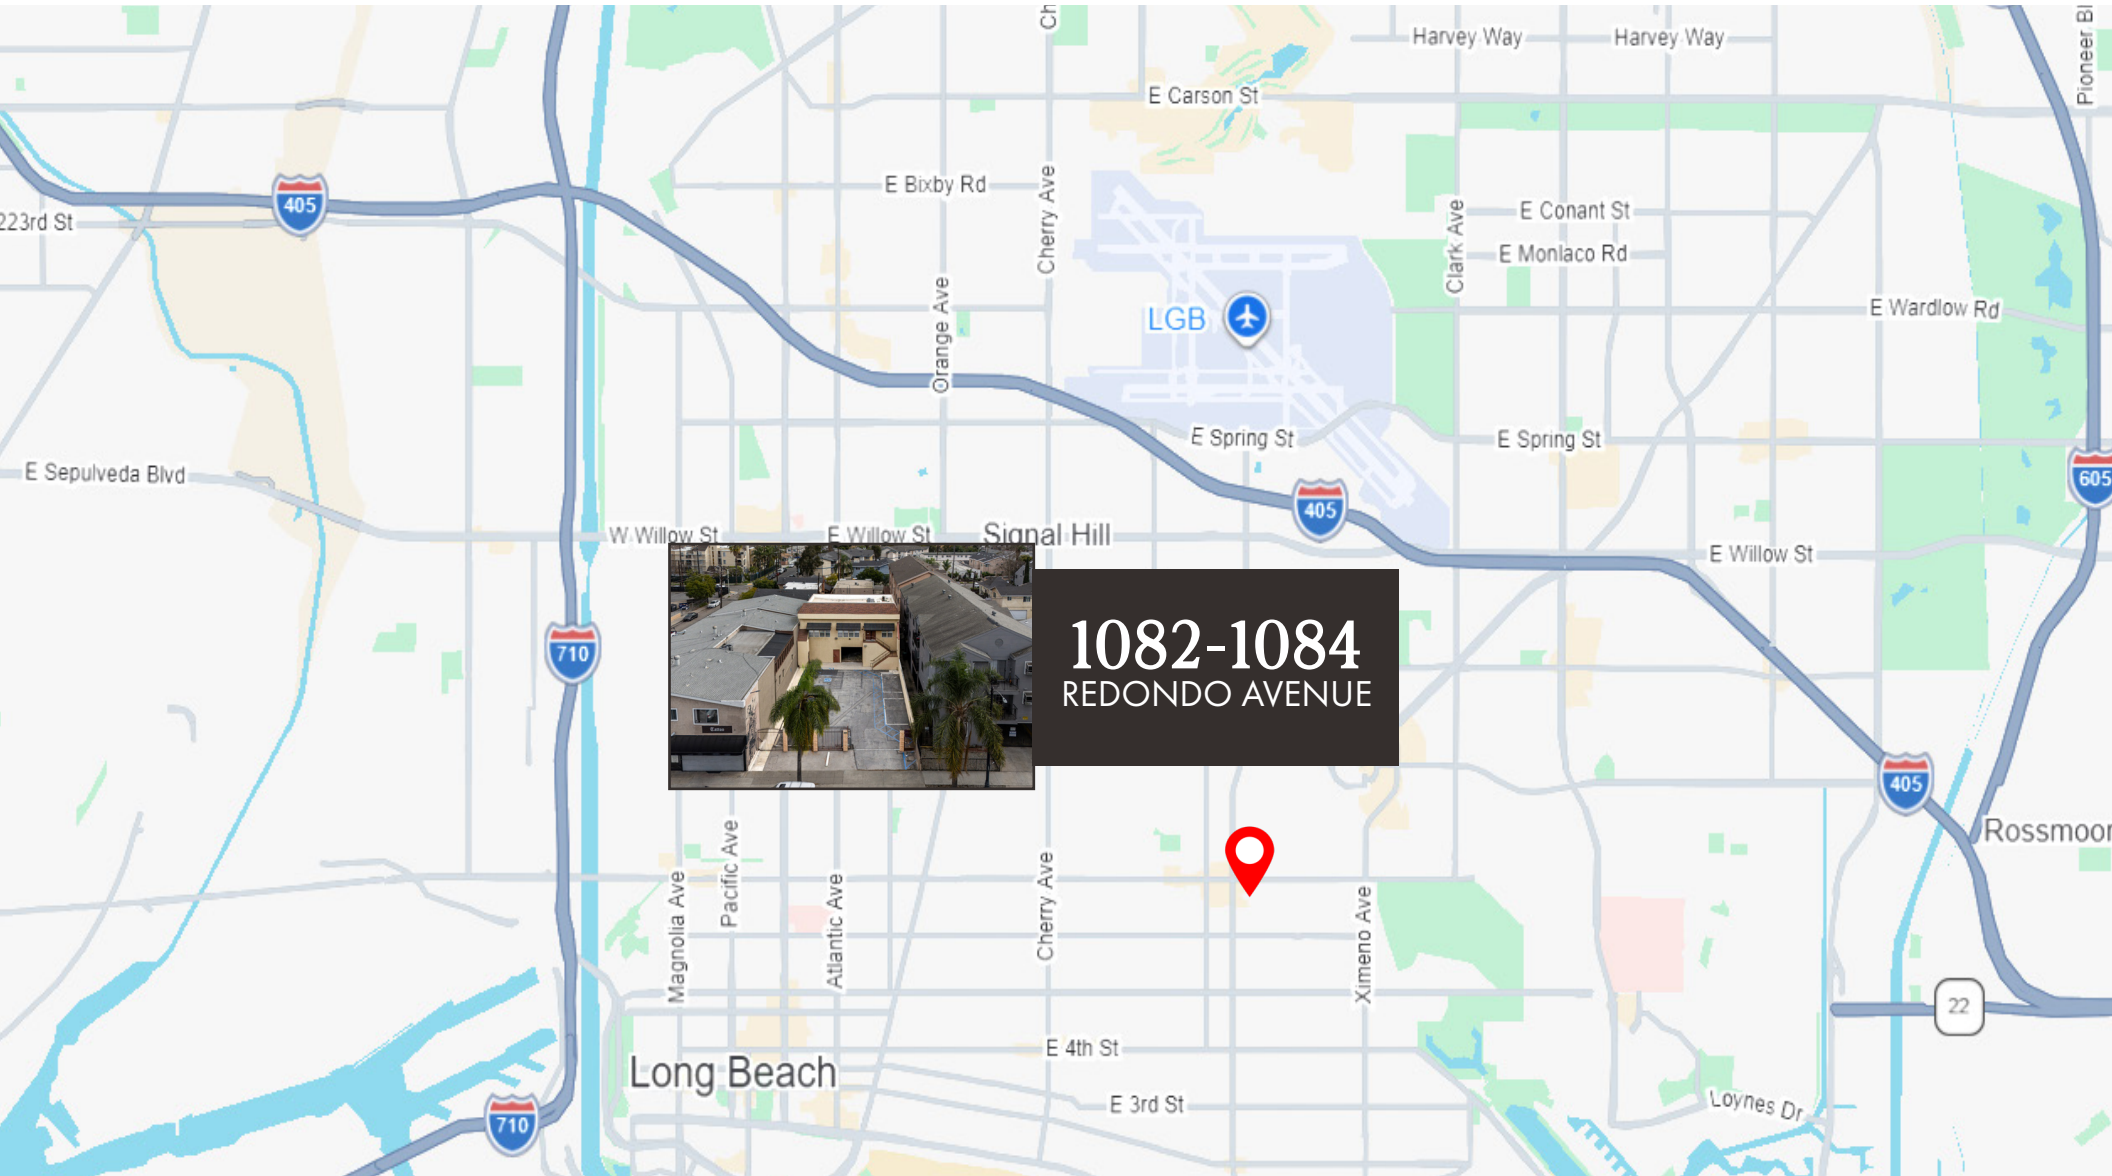 Ch
Harvey Way
Harvey Way
Pioneer Bl
E Carson St
E Bixby Rd
Cherry Ave
405
223rd St
Clark Ave
E Conant St
E Monlaco Rd
Orange Ave
LGB
E Wardlow Rd
E Spring St
E Spring St
E Sepulveda Blvd
605
405
W Willow St
E Willow St
Signal Hill
E Willow St
710
1082-1084
REDONDO AVENUE
405
Rossmoor
Pacific Ave
Magnolia Ave
Atlantic Ave
Cherry Ave
Ximeno Ave
22
E 4th St
Long Beach
E 3rd St
Loynes Dr
710